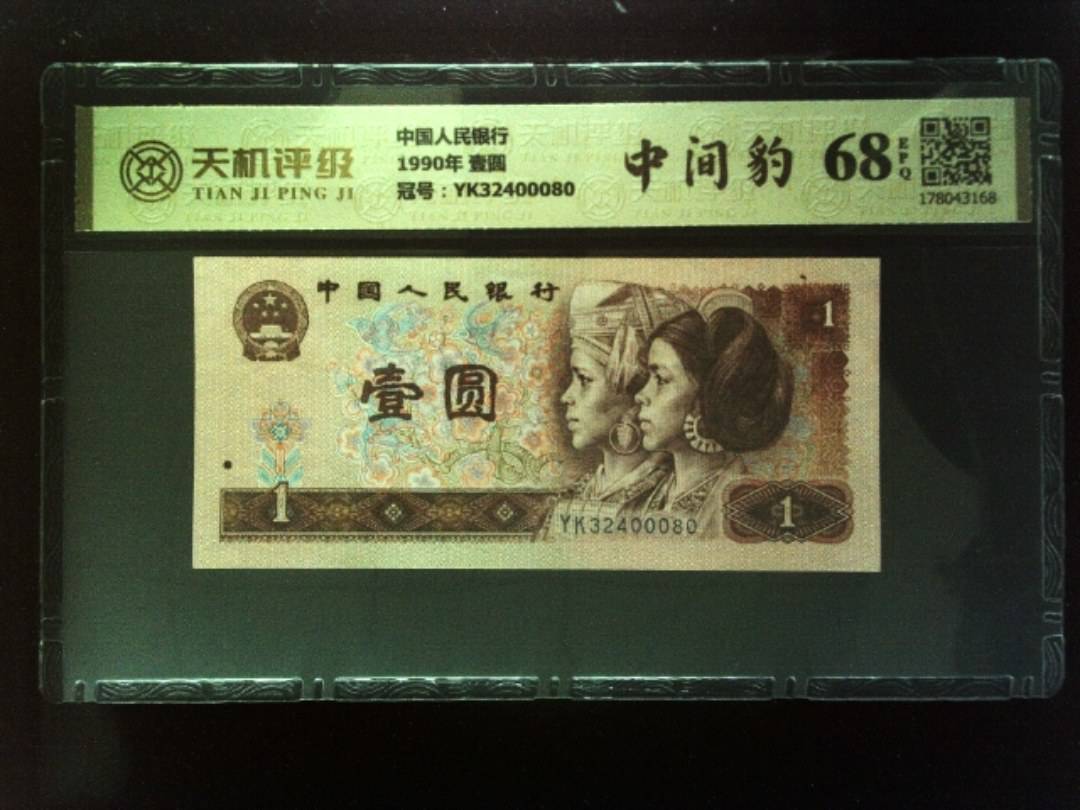 天机评级
TIAN JI PING JI
中国人民银行
1990年 壹圆
冠号：YK32400080
中间豹
68
EPQ
178043168
中国人民银行
1
壹圆
1
YK32400080
1